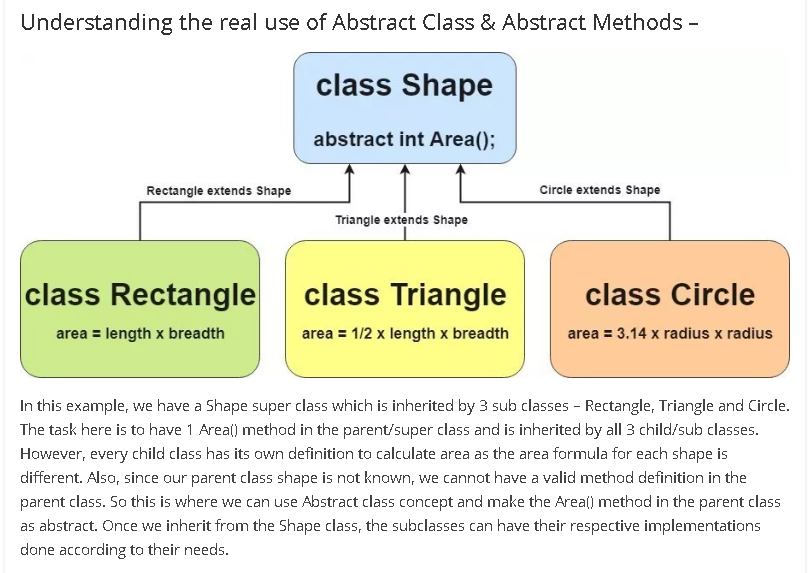 Understanding the real use of Abstract Class & Abstract Methods –
class Shape
abstract int Area();
Rectangle extends Shape
Circle extends Shape
Triangle extends Shape
class Rectangle
area = length x breadth
class Triangle
area = 1/2 x length x breadth
class Circle
area = 3.14 x radius x radius
In this example, we have a Shape super class which is inherited by 3 sub classes – Rectangle, Triangle and Circle.
The task here is to have 1 Area() method in the parent/super class and is inherited by all 3 child/sub classes.
However, every child class has its own definition to calculate area as the area formula for each shape is
different. Also, since our parent class shape is not known, we cannot have a valid method definition in the
parent class. So this is where we can use Abstract class concept and make the Area() method in the parent class
as abstract. Once we inherit from the Shape class, the subclasses can have their respective implementations
done according to their needs.